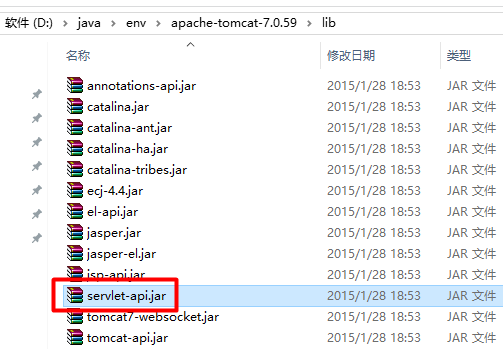 软件 (D:) > java > env > apache-tomcat-7.0.59 > lib
名称 修改日期 类型
annotations-api.jar 2015/1/28 18:53 JAR 文件
catalina.jar 2015/1/28 18:53 JAR 文件
catalina-ant.jar 2015/1/28 18:53 JAR 文件
catalina-ha.jar 2015/1/28 18:53 JAR 文件
catalina-tribes.jar 2015/1/28 18:53 JAR 文件
ecj-4.4.jar 2015/1/28 18:53 JAR 文件
el-api.jar 2015/1/28 18:53 JAR 文件
jasper.jar 2015/1/28 18:53 JAR 文件
jasper-el.jar 2015/1/28 18:53 JAR 文件
jsp-api.jar 2015/1/28 18:53 JAR 文件
servlet-api.jar 2015/1/28 18:53 JAR 文件
tomcat7-websocket.jar 2015/1/28 18:53 JAR 文件
tomcat-api.jar 2015/1/28 18:53 JAR 文件